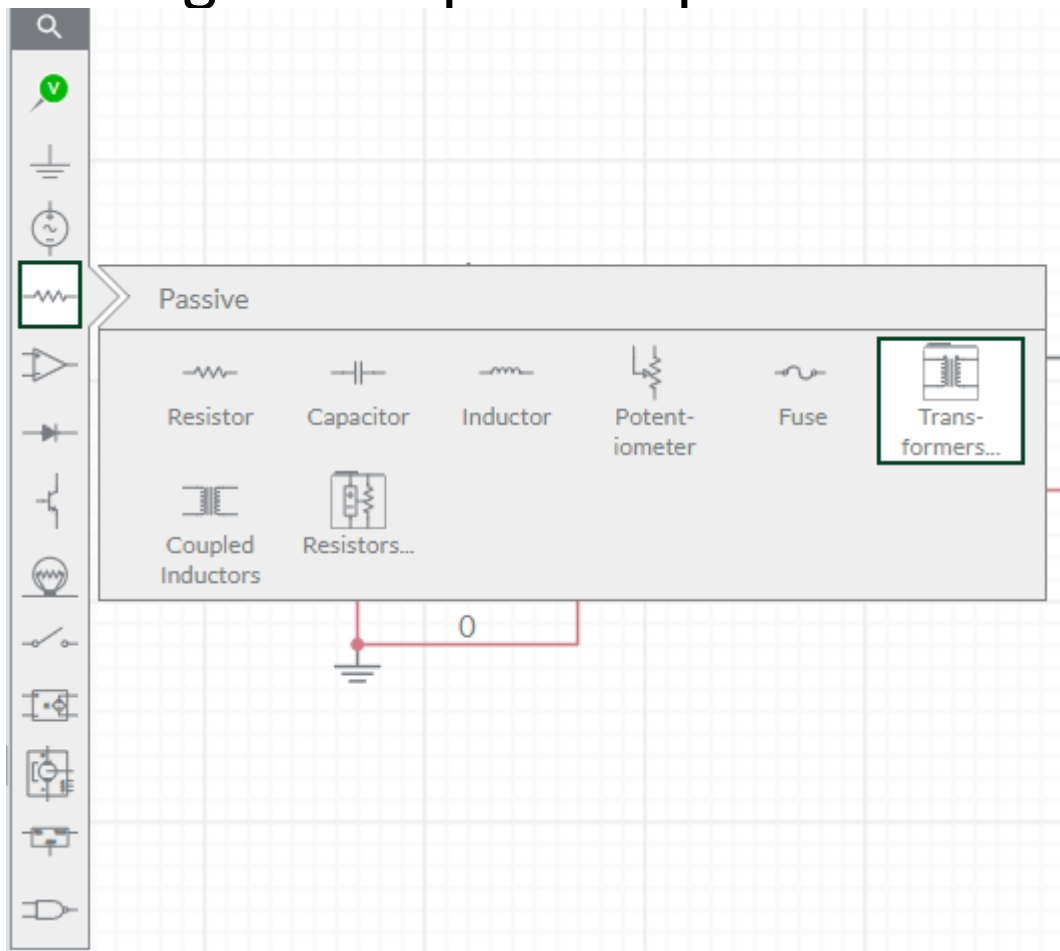 V
Passive
Resistor
Capacitor
Inductor
Potent-
iometer
Fuse
Trans-
formers...
Coupled
Inductors
Resistors...
0